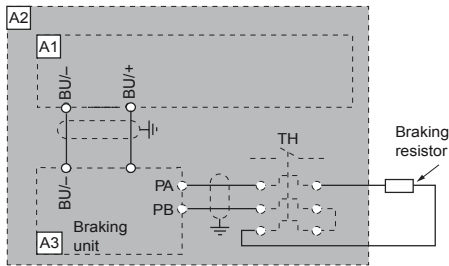 A2
A1
BU/–
BU/+
TH
Braking
resistor
BU/–
PA
PB
A3
Braking
unit